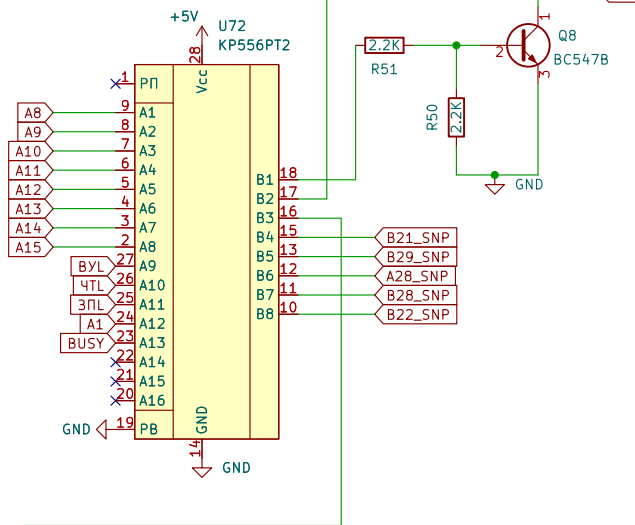 +5V
U72
КР556РТ2
28
Vcc
1 РП
A8 9 A1
A9 8 A2
A10 7 A3
A11 6 A4
A12 5 A5
A13 4 A6
A14 3 A7
A15 2 A8
ВУL 27 A9
ЧTL 26 A10
ЗПL 25 A11
A1 24 A12
BUSY 23 A13
22 A14
21 A15
20 A16
GND 19 РВ
B1 18
B2 17
B3 16
B4 15 B21_SNP
B5 13 B29_SNP
B6 12 A28_SNP
B7 11 B28_SNP
B8 10 B22_SNP
GND
14
GND
2.2K
R51
R50
2.2K
1
2
3
Q8
BC547B
GND